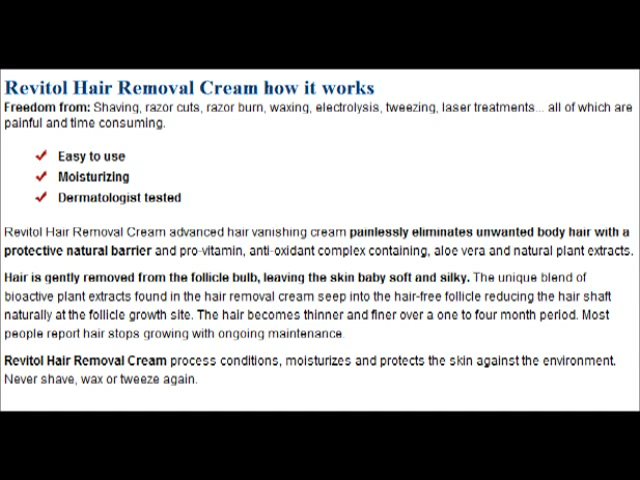 Revitol Hair Removal Cream how it works
Freedom from: Shaving, razor cuts, razor burn, waxing, electrolysis, tweezing, laser treatments... all of which are
painful and time consuming.
Easy to use
Moisturizing
Dermatologist tested
Revitol Hair Removal Cream advanced hair vanishing cream painlessly eliminates unwanted body hair with a
protective natural barrier and pro-vitamin, anti-oxidant complex containing, aloe vera and natural plant extracts.
Hair is gently removed from the follicle bulb, leaving the skin baby soft and silky. The unique blend of
bioactive plant extracts found in the hair removal cream seep into the hair-free follicle reducing the hair shaft
naturally at the follicle growth site. The hair becomes thinner and finer over a one to four month period. Most
people report hair stops growing with ongoing maintenance.
Revitol Hair Removal Cream process conditions, moisturizes and protects the skin against the environment.
Never shave, wax or tweeze again.